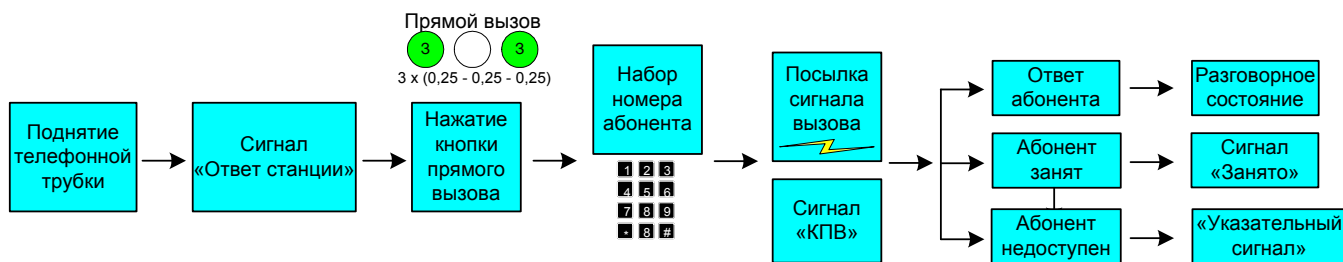 Прямой вызов
3 3
3 x (0,25 - 0,25 - 0,25)
Поднятие
телефонной
трубки
Сигнал
«Ответ станции»
Нажатие
кнопки
прямого
вызова
Набор
номера
абонента
1 2 3
4 5 6
7 8 9
* 8 #
Посылка
сигнала
вызова
Сигнал
«КПВ»
Ответ
абонента
Разговорное
состояние
Абонент
занят
Сигнал
«Занято»
Абонент
недоступен
«Указательный
сигнал»